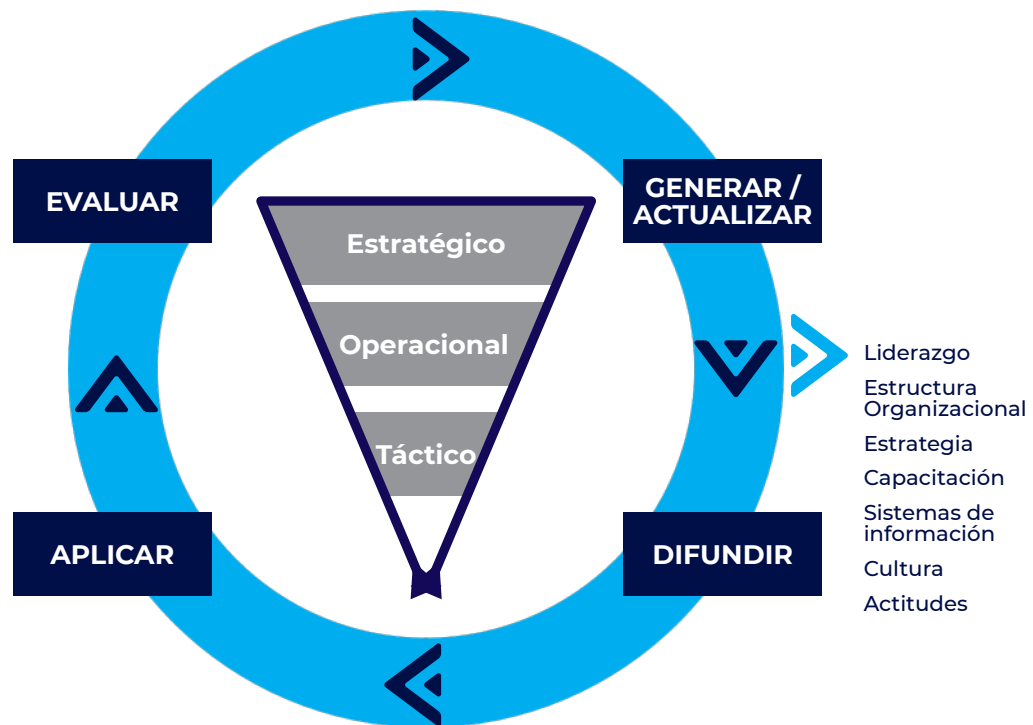 EVALUAR
GENERAR /
ACTUALIZAR
Estratégico
Operacional
Táctico
APLICAR
DIFUNDIR
Liderazgo
Estructura
Organizacional
Estrategia
Capacitación
Sistemas de
información
Cultura
Actitudes